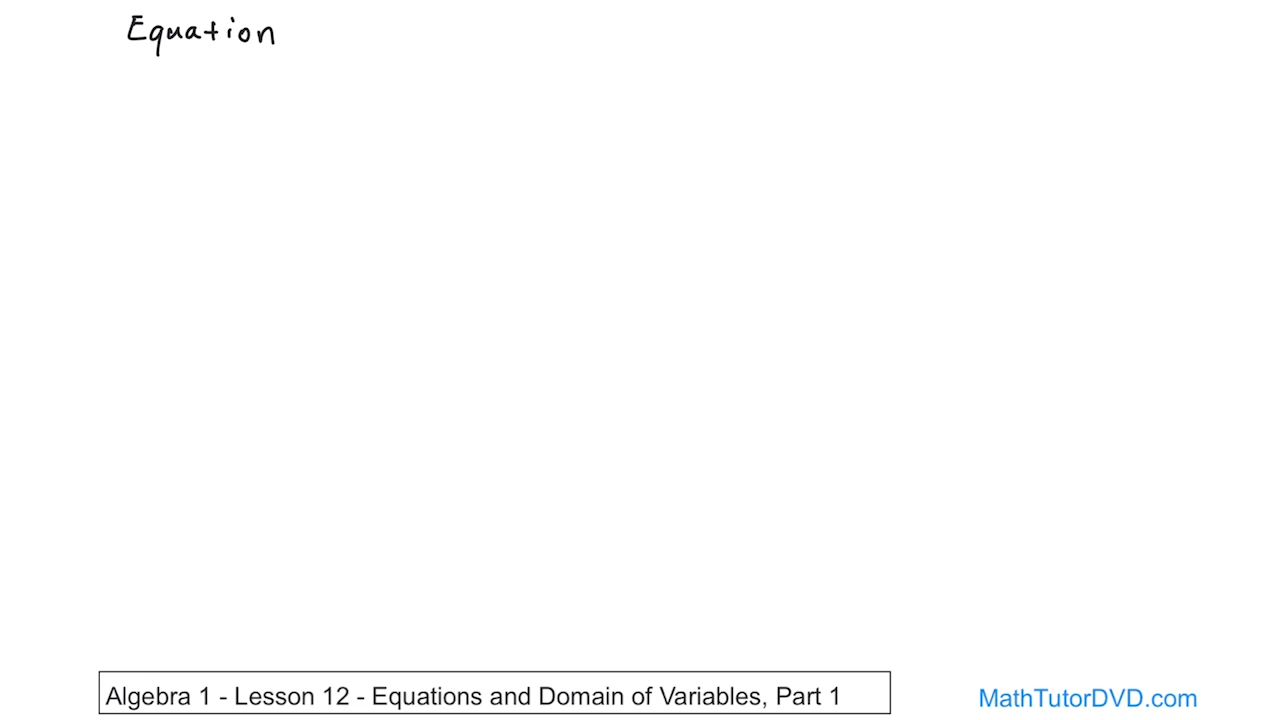 Equation
Algebra 1 - Lesson 12 - Equations and Domain of Variables, Part 1
MathTutorDVD.com